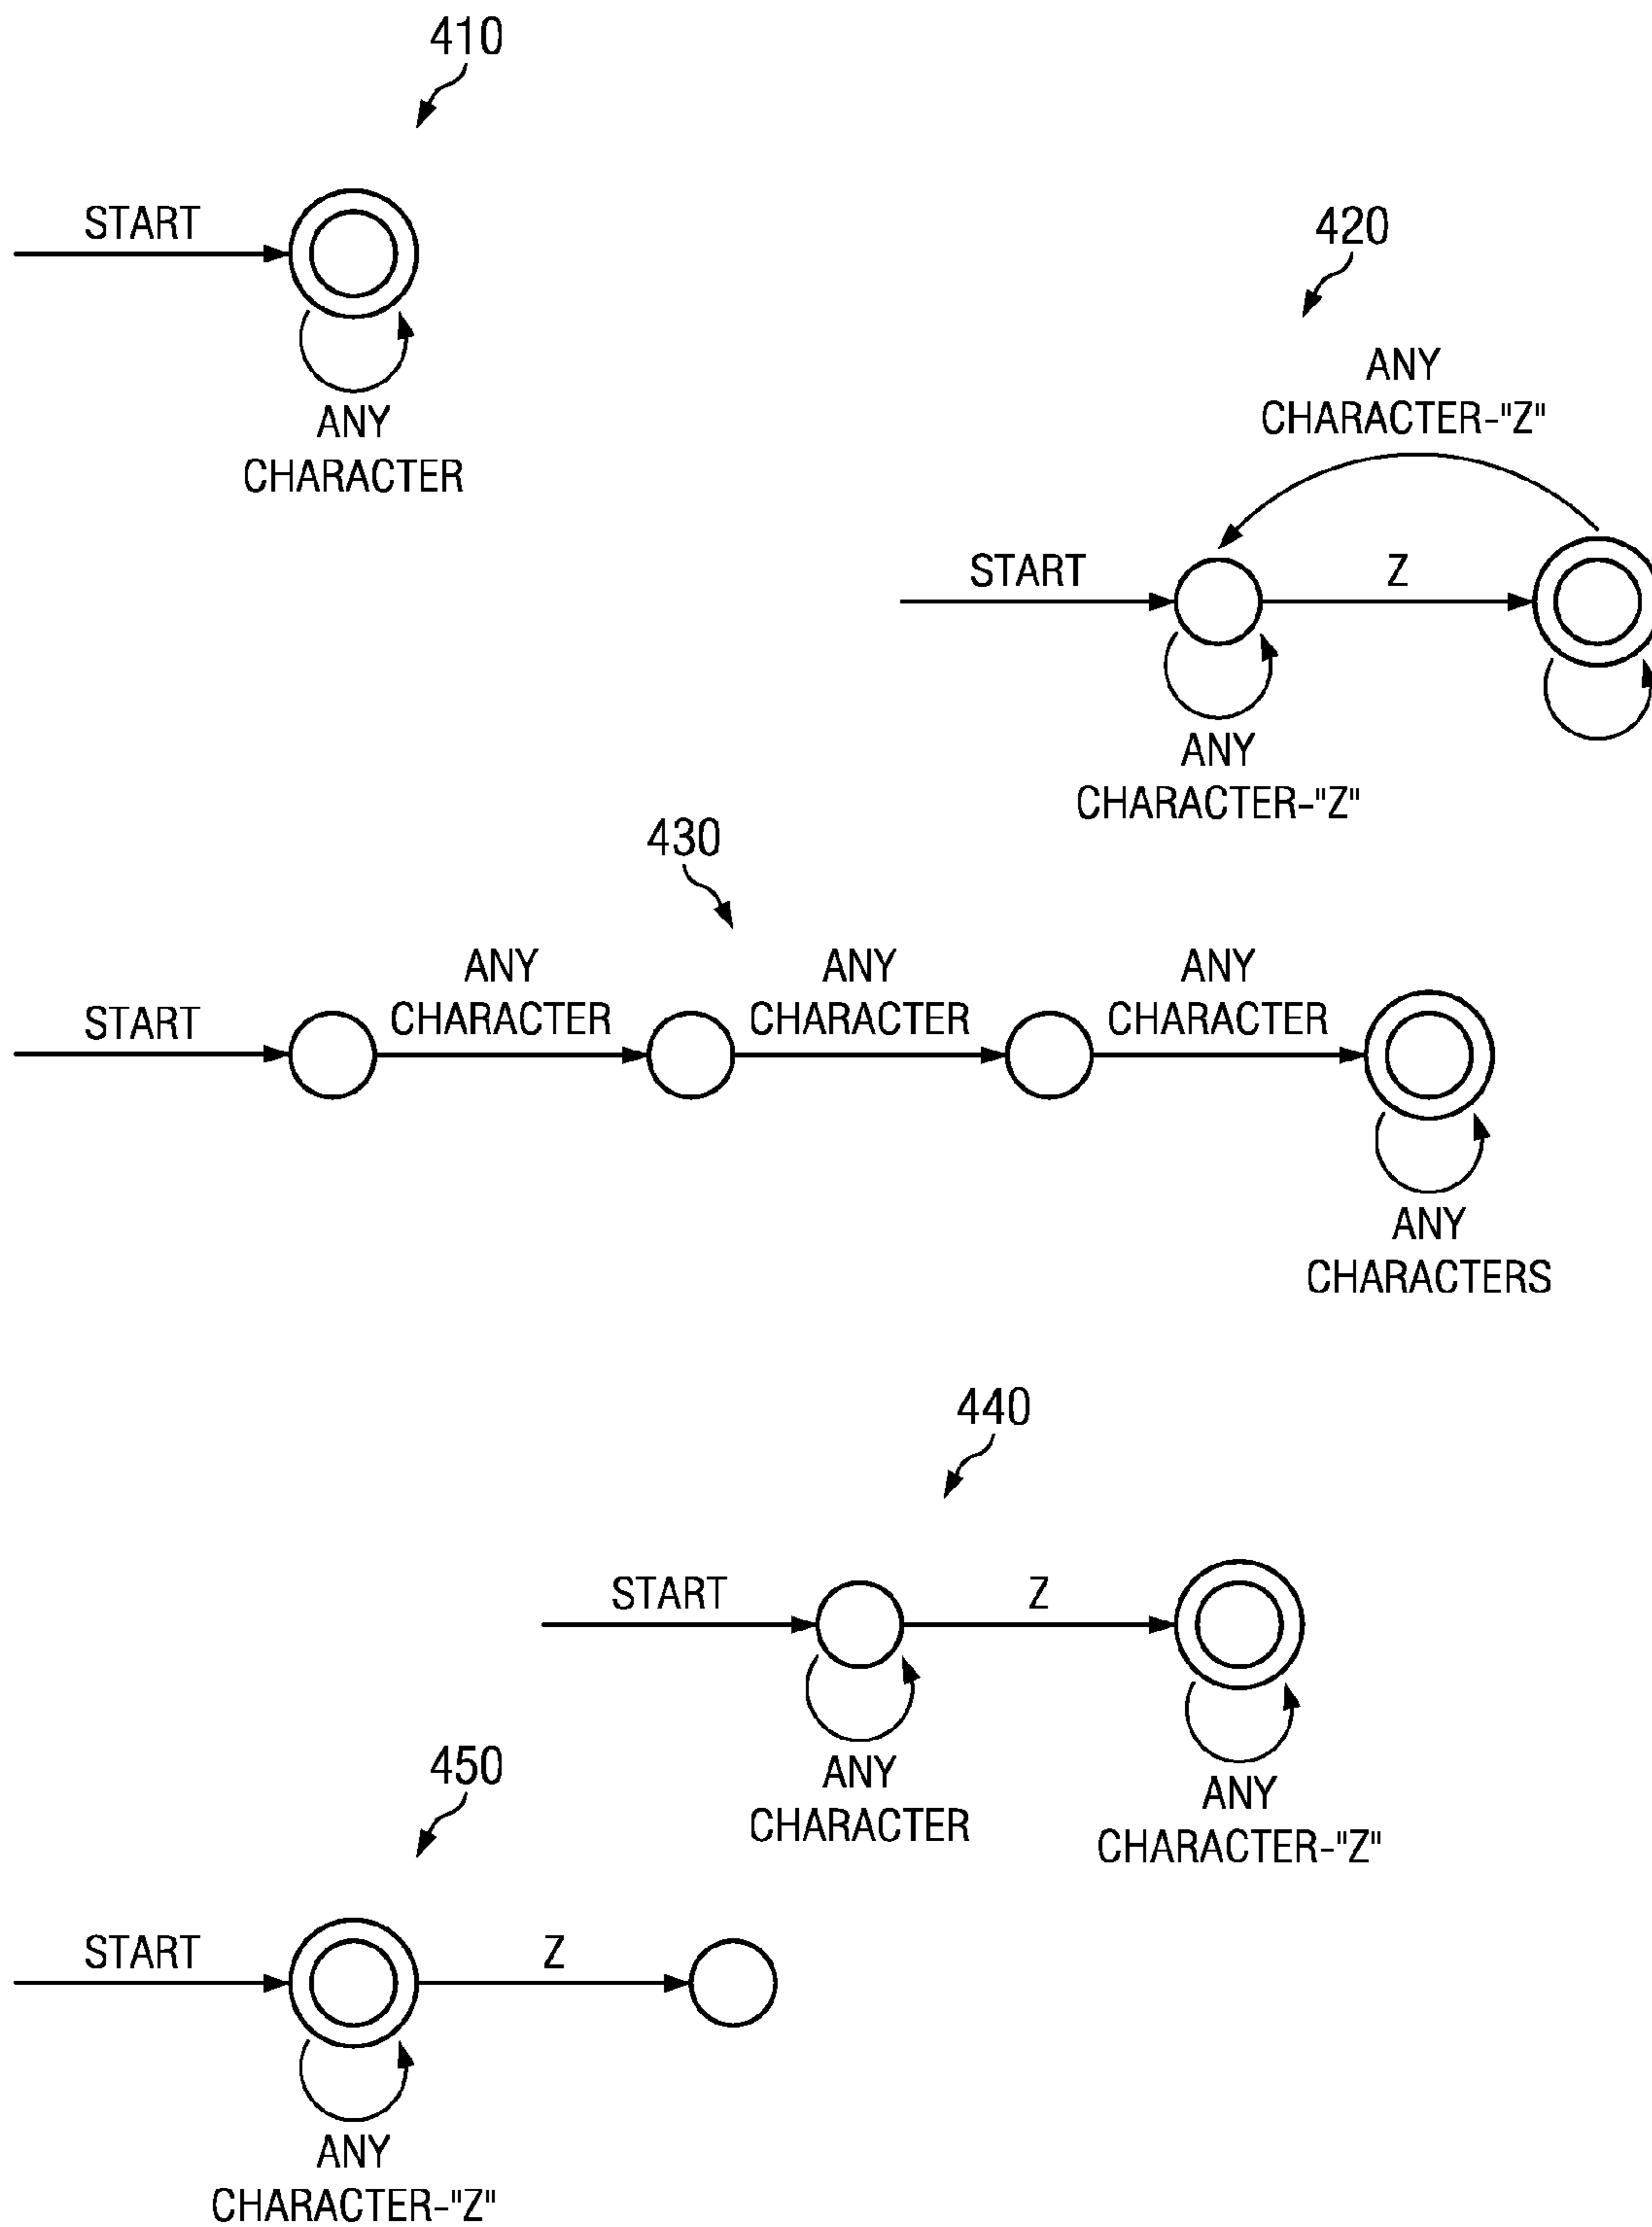 410
START
ANY
CHARACTER
420
ANY
CHARACTER-"Z"
START
Z
ANY
CHARACTER-"Z"
430
START
ANY
CHARACTER
ANY
CHARACTER
ANY
CHARACTER
ANY
CHARACTERS
440
START
Z
ANY
CHARACTER
ANY
CHARACTER-"Z"
450
START
Z
ANY
CHARACTER-"Z"